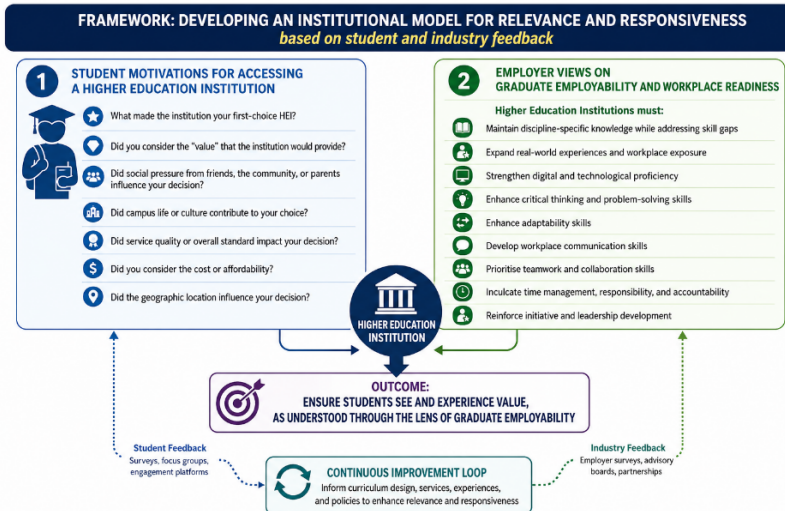 FRAMEWORK: DEVELOPING AN INSTITUTIONAL MODEL FOR RELEVANCE AND RESPONSIVENESS
based on student and industry feedback
1
STUDENT MOTIVATIONS FOR ACCESSING
A HIGHER EDUCATION INSTITUTION
What made the institution your first-choice HEI?
Did you consider the "value" that the institution would provide?
Did social pressure from friends, the community, or parents
influence your decision?
Did campus life or culture contribute to your choice?
Did service quality or overall standard impact your decision?
$
Did you consider the cost or affordability?
Did the geographic location influence your decision?
2
EMPLOYER VIEWS ON
GRADUATE EMPLOYABILITY AND WORKPLACE READINESS
Higher Education Institutions must:
Maintain discipline-specific knowledge while addressing skill gaps
Expand real-world experiences and workplace exposure
Strengthen digital and technological proficiency
Enhance critical thinking and problem-solving skills
Enhance adaptability skills
Develop workplace communication skills
Prioritise teamwork and collaboration skills
Inculcate time management, responsibility, and accountability
Reinforce initiative and leadership development
HIGHER EDUCATION
INSTITUTION
OUTCOME:
ENSURE STUDENTS SEE AND EXPERIENCE VALUE,
AS UNDERSTOOD THROUGH THE LENS OF GRADUATE EMPLOYABILITY
Student Feedback
Surveys, focus groups,
engagement platforms
CONTINUOUS IMPROVEMENT LOOP
Inform curriculum design, services, experiences,
and policies to enhance relevance and responsiveness
Industry Feedback
Employer surveys, advisory
boards, partnerships